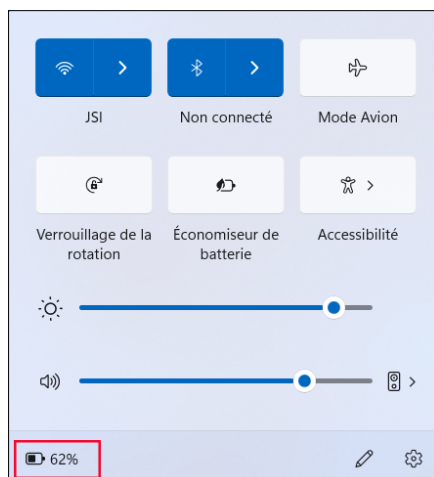 JSI
Non connecté
Mode Avion
Verrouillage de la
rotation
Économiseur de
batterie
Accessibilité
62%